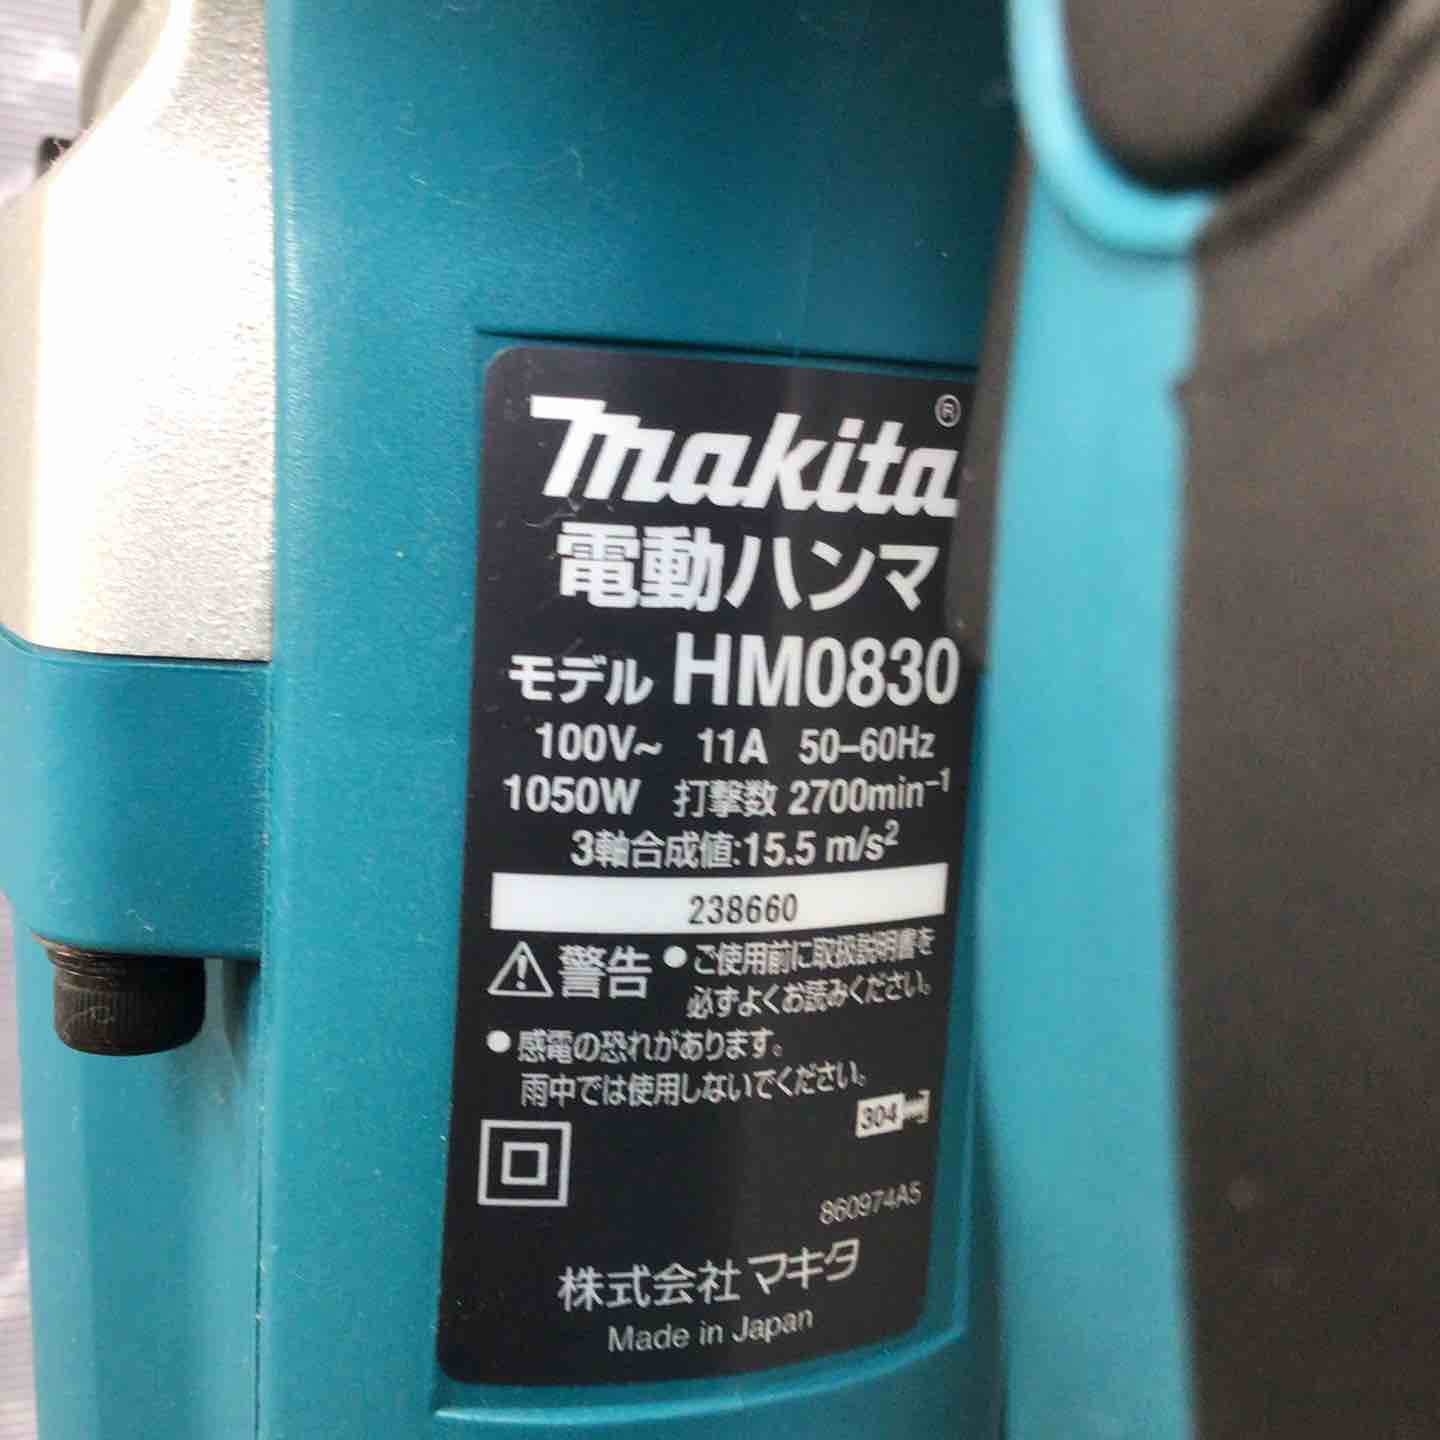 makita®
電動ハンマ
モデル HM0830
100V~ 11A 50–60Hz
1050W 打撃数 2700min⁻¹
3軸合成値:15.5 m/s²
238660
警告 ●ご使用前に取扱説明書を
必ずよくお読みください。
●感電の恐れがあります。
雨中では使用しないでください。
304
860974A5
株式会社マキタ
Made in Japan